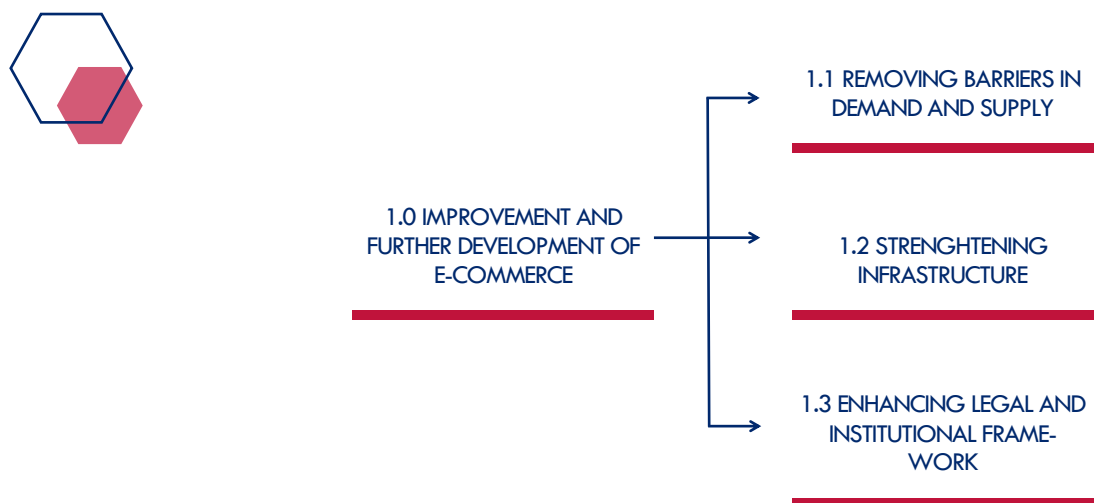 1.1 REMOVING BARRIERS IN
DEMAND AND SUPPLY
1.0 IMPROVEMENT AND
FURTHER DEVELOPMENT OF
E-COMMERCE
1.2 STRENGHTENING
INFRASTRUCTURE
1.3 ENHANCING LEGAL AND
INSTITUTIONAL FRAME-
WORK